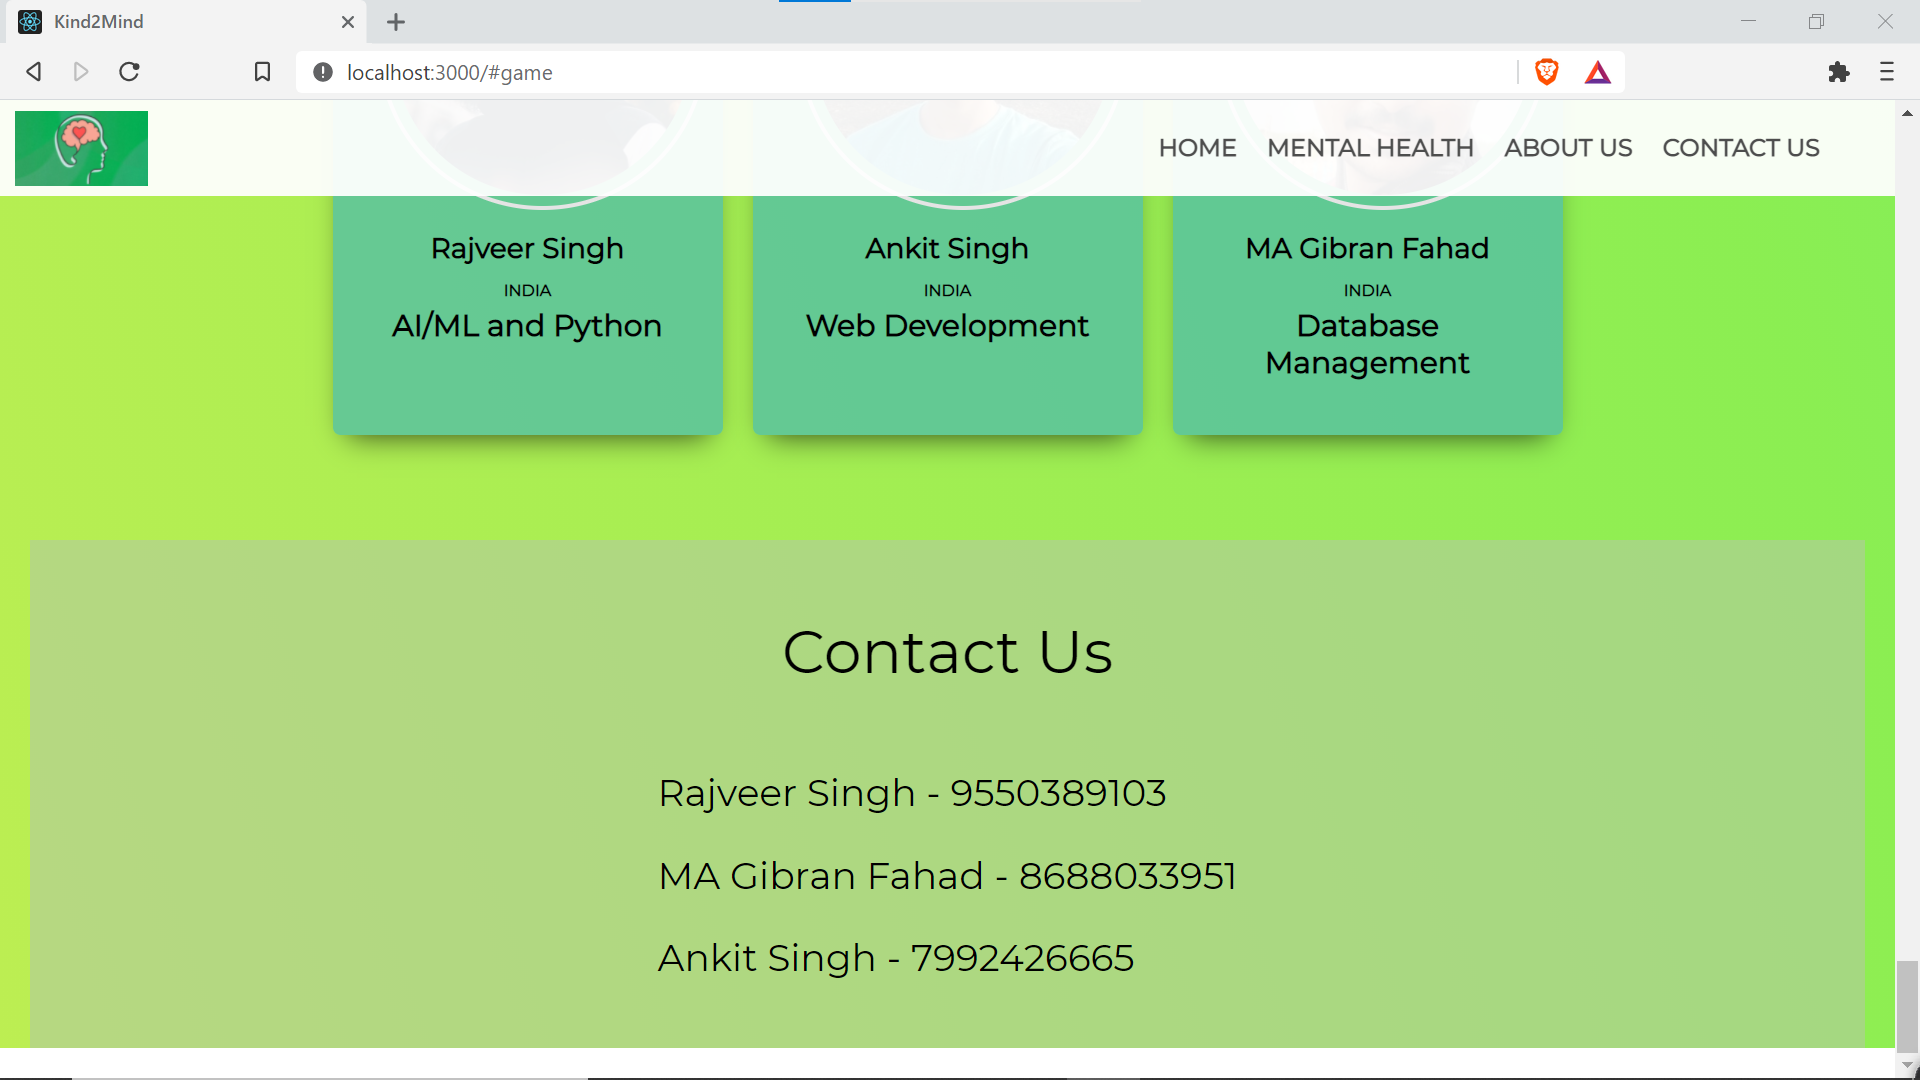 Kind2Mind
localhost:3000/#game
HOME MENTAL HEALTH ABOUT US CONTACT US
Rajveer Singh
INDIA
AI/ML and Python
Ankit Singh
INDIA
Web Development
MA Gibran Fahad
INDIA
Database
Management
Contact Us
Rajveer Singh - 9550389103
MA Gibran Fahad - 8688033951
Ankit Singh - 7992426665